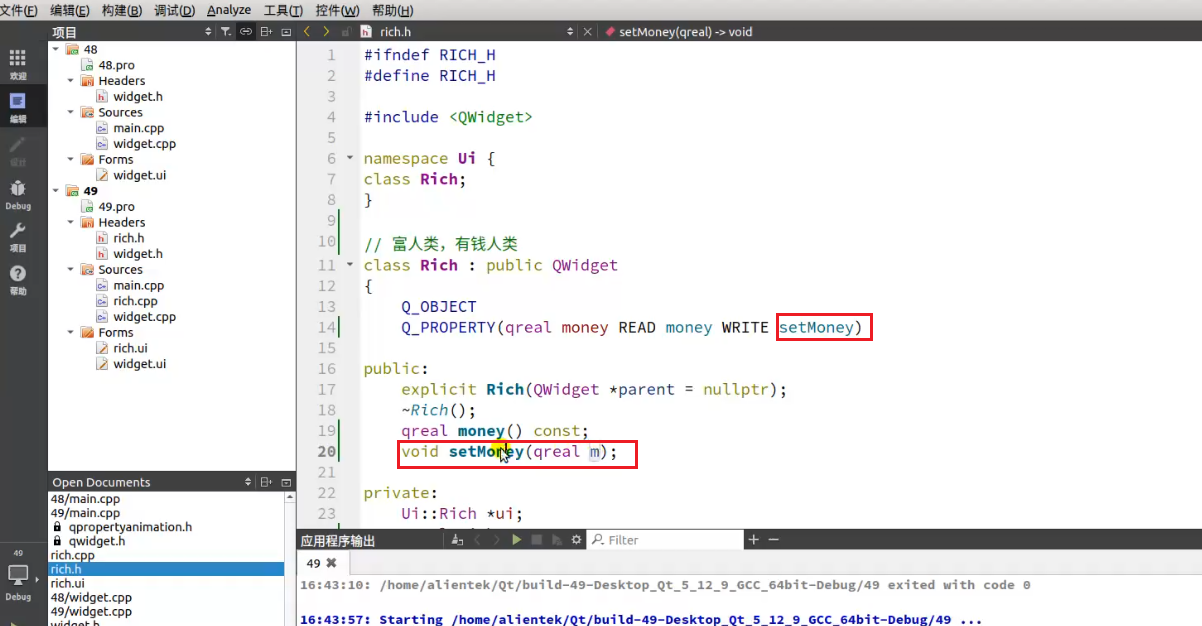 文件(F) 编辑(E) 构建(B) 调试(D) Analyze 工具(T) 控件(W) 帮助(H)
项目
rich.h
setMoney(qreal) -> void
欢迎
编辑
设计
Debug
项目
帮助
49
Debug
48
48.pro
Headers
widget.h
Sources
main.cpp
widget.cpp
Forms
widget.ui
49
49.pro
Headers
rich.h
widget.h
Sources
main.cpp
rich.cpp
widget.cpp
Forms
rich.ui
widget.ui
Open Documents
48/main.cpp
49/main.cpp
qpropertyanimation.h
qwidget.h
rich.cpp
rich.h
rich.ui
48/widget.cpp
49/widget.cpp
widget.h
1 #ifndef RICH_H
2 #define RICH_H
3
4 #include <QWidget>
5
6 namespace Ui {
7 class Rich;
8 }
9
10 // 富人类，有钱人类
11 class Rich : public QWidget
12 {
13 Q_OBJECT
14 Q_PROPERTY(qreal money READ money WRITE setMoney)
15
16 public:
17 explicit Rich(QWidget *parent = nullptr);
18 ~Rich();
19 qreal money() const;
20 void setMoney(qreal m);
21
22 private:
23 Ui::Rich *ui;
应用程序输出
Filter
49
16:43:10: /home/alientek/Qt/build-49-Desktop_Qt_5_12_9_GCC_64bit-Debug/49 exited with code 0
16:43:57: Starting /home/alientek/Qt/build-49-Desktop_Qt_5_12_9_GCC_64bit-Debug/49 ...